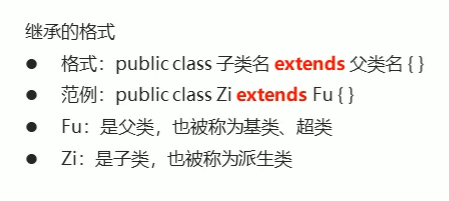 继承的格式
● 格式：public class 子类名 extends 父类名 { }
● 范例：public class Zi extends Fu { }
● Fu：是父类，也被称为基类、超类
● Zi：是子类，也被称为派生类